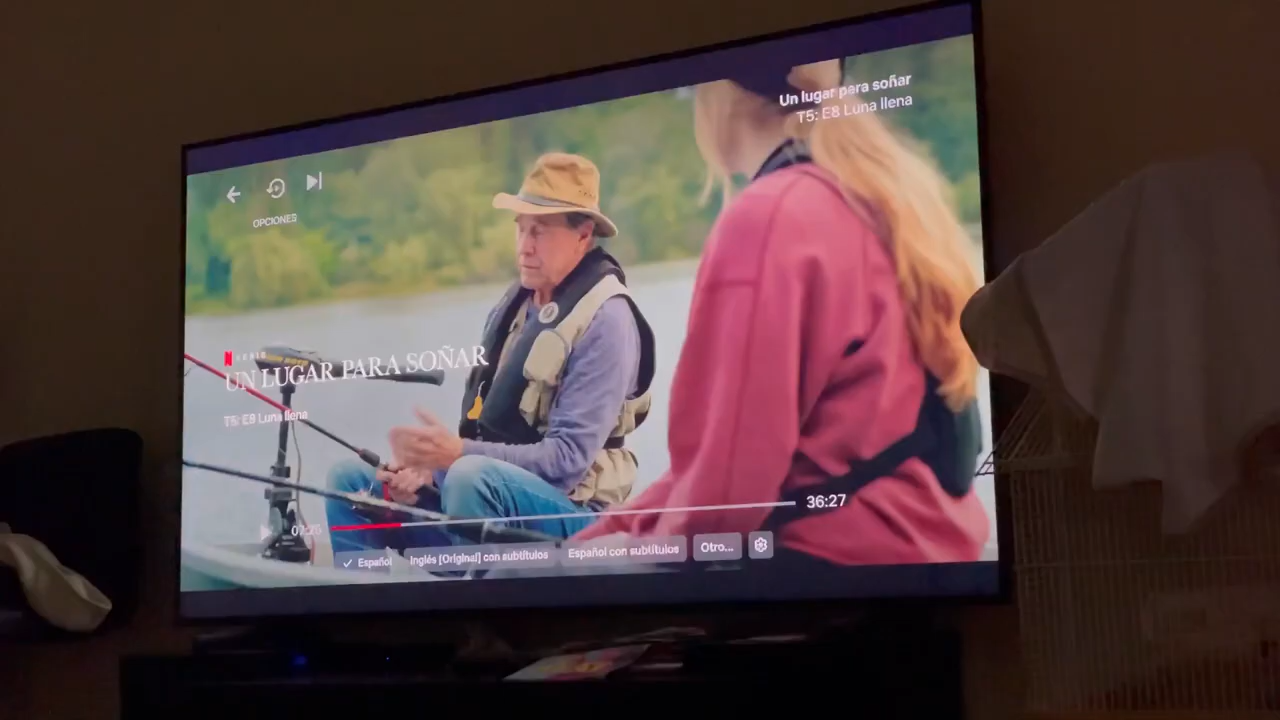 Un lugar para soñar
T5: E8 Luna llena
OPCIONES
N SERIE
UN LUGAR PARA SOÑAR
T5: E8 Luna llena
36:27
Español
Inglés [Original] con subtítulos
Español con subtítulos
Otro...